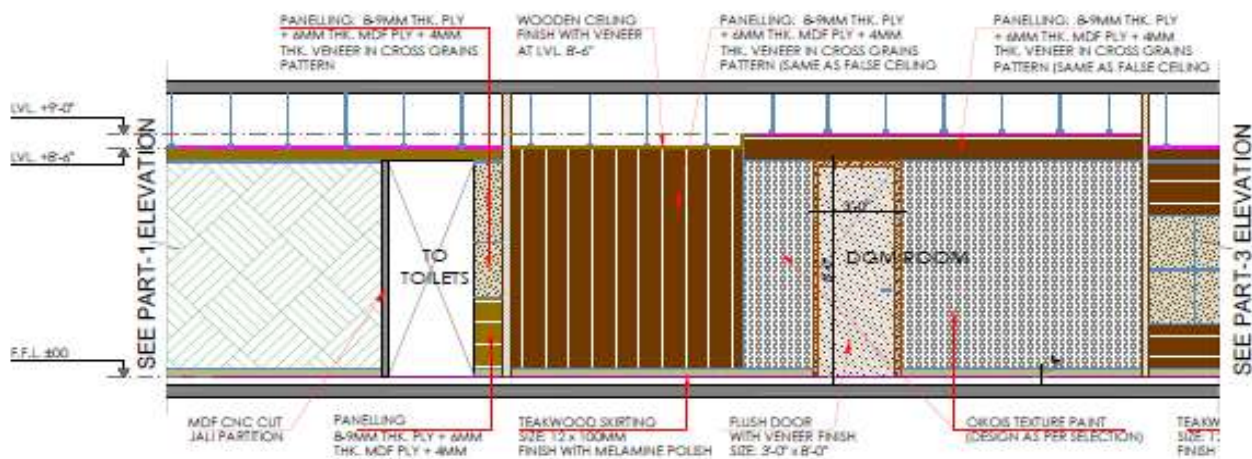 PANELLING: 8-9MM THK. PLY
+ 6MM THK. MDF PLY + 4MM
THK. VENEER IN CROSS GRAINS
PATTERN
WOODEN CEILING
FINISH WITH VENEER
AT LVL. 8'-6"
PANELLING: 8-9MM THK. PLY
+ 6MM THK. MDF PLY + 4MM
THK. VENEER IN CROSS GRAINS
PATTERN (SAME AS FALSE CEILING
PANELLING: 8-9MM THK. PLY
+ 6MM THK. MDF PLY + 4MM
THK. VENEER IN CROSS GRAINS
PATTERN (SAME AS FALSE CEILING
LVL. +9'-0"
LVL. +8'-6"
F.F.L ±00
SEE PART-1 ELEVATION
TO
TOILETS
3'-0"
DGM ROOM
SEE PART-3 ELEVATION
MDF CNC CUT
JALI PARTITION
PANELLING
8-9MM THK. PLY + 6MM
THK. MDF PLY + 4MM
TEAKWOOD SKIRTING
SIZE: 12 x 100MM
FINISH WITH MELAMINE POLISH
FLUSH DOOR
WITH VENEER FINISH
SIZE: 3'-0" x 8'-0"
OIKOIS TEXTURE PAINT
(DESIGN AS PER SELECTION)
TEAKW
SIZE: 1
FINISH